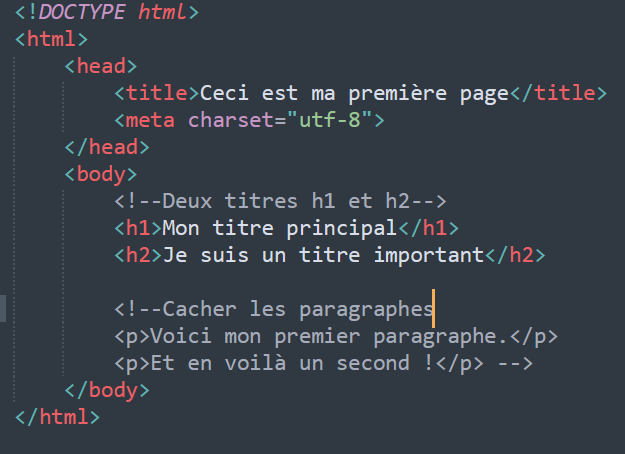 <!DOCTYPE html>
<html>
    <head>
        <title>Ceci est ma première page</title>
        <meta charset="utf-8">
    </head>
    <body>
        <!--Deux titres h1 et h2-->
        <h1>Mon titre principal</h1>
        <h2>Je suis un titre important</h2>

        <!--Cacher les paragraphes
        <p>Voici mon premier paragraphe.</p>
        <p>Et en voilà un second !</p> -->
    </body>
</html>